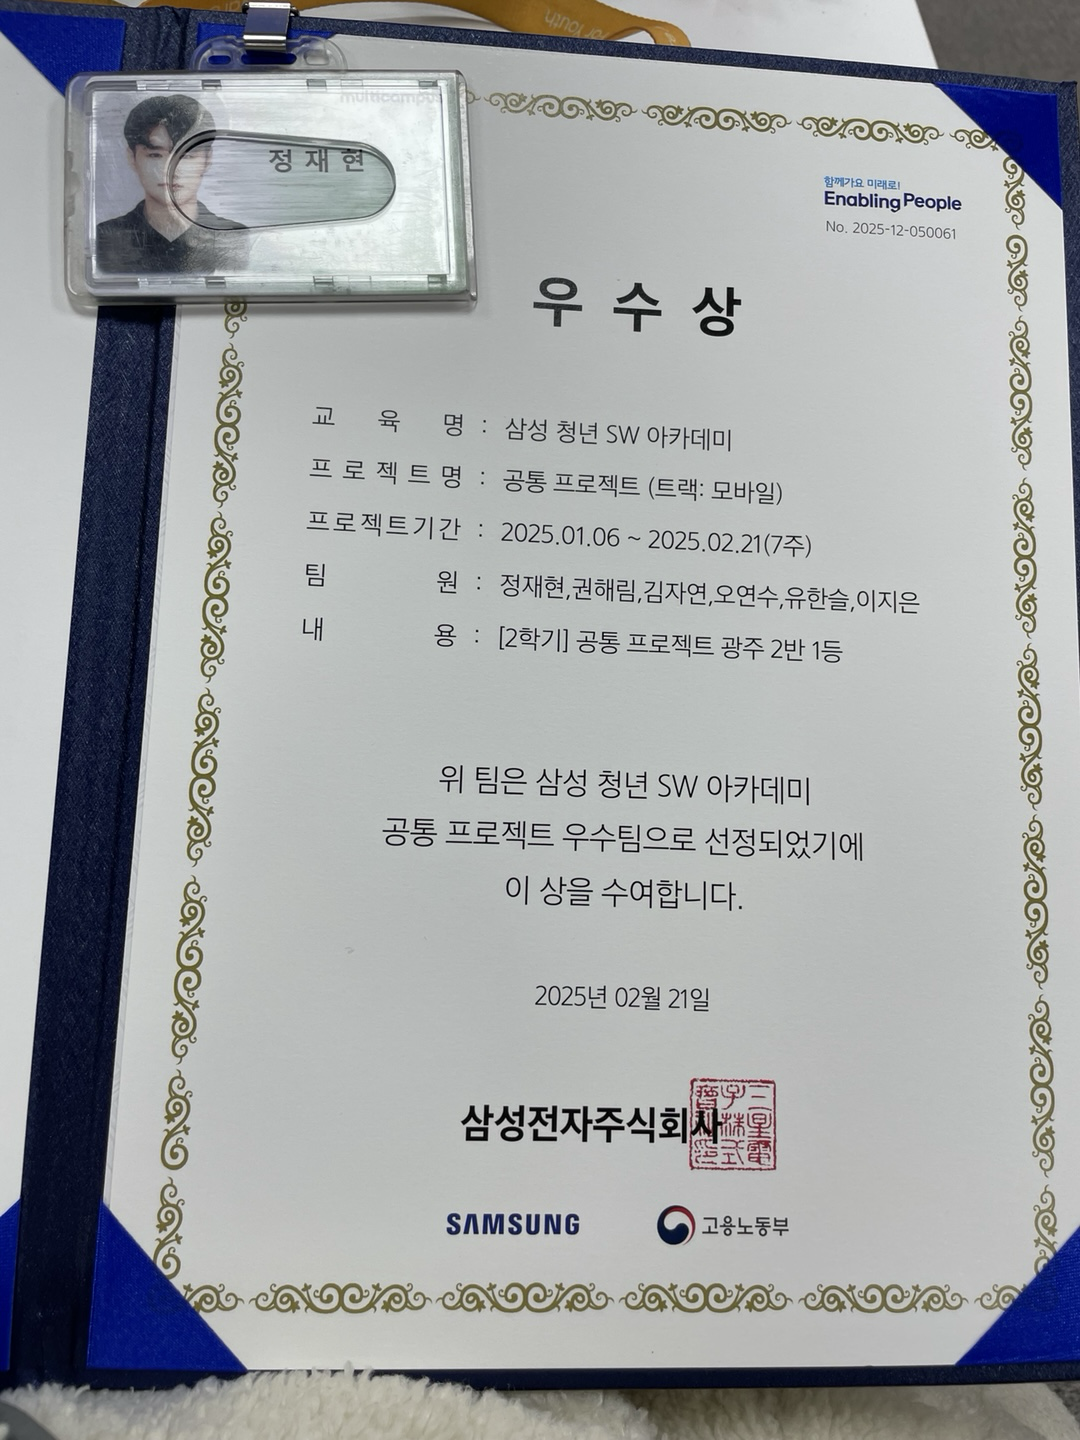 multicampus
정재현
함께가요 미래로!
Enabling People
No. 2025-12-050061
우수상
교육명 : 삼성 청년 SW 아카데미
프로젝트명 : 공통 프로젝트 (트랙: 모바일)
프로젝트기간 : 2025.01.06 ~ 2025.02.21(7주)
팀원 : 정재현,권해림,김자연,오연수,유한슬,이지은
내용 : [2학기] 공통 프로젝트 광주 2반 1등
위 팀은 삼성 청년 SW 아카데미
공통 프로젝트 우수팀으로 선정되었기에
이 상을 수여합니다.
2025년 02월 21일
삼성전자주식회사
SAMSUNG
고용노동부